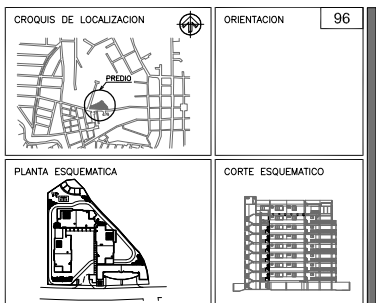 CROQUIS DE LOCALIZACION
ORIENTACION
96
PREDIO
PLANTA ESQUEMATICA
CORTE ESQUEMATICO